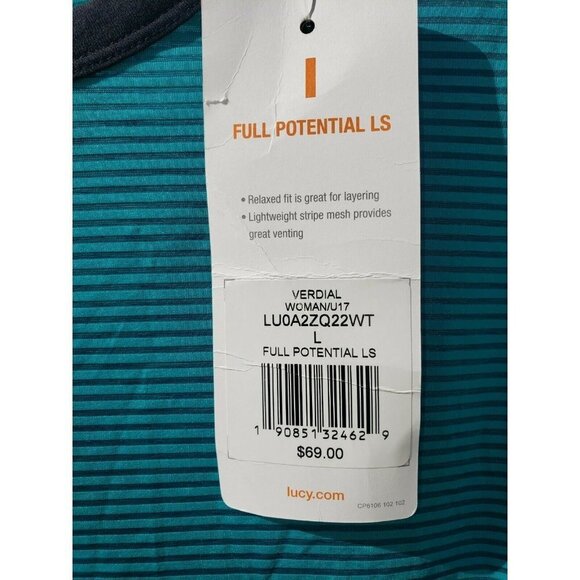 FULL POTENTIAL LS
• Relaxed fit is great for layering
• Lightweight stripe mesh provides
great venting
VERDIAL
WOMAN/U17
LU0A2ZQ22WT
L
FULL POTENTIAL LS
1 90851 32462 9
$69.00
lucy.com
CP6106 102 102